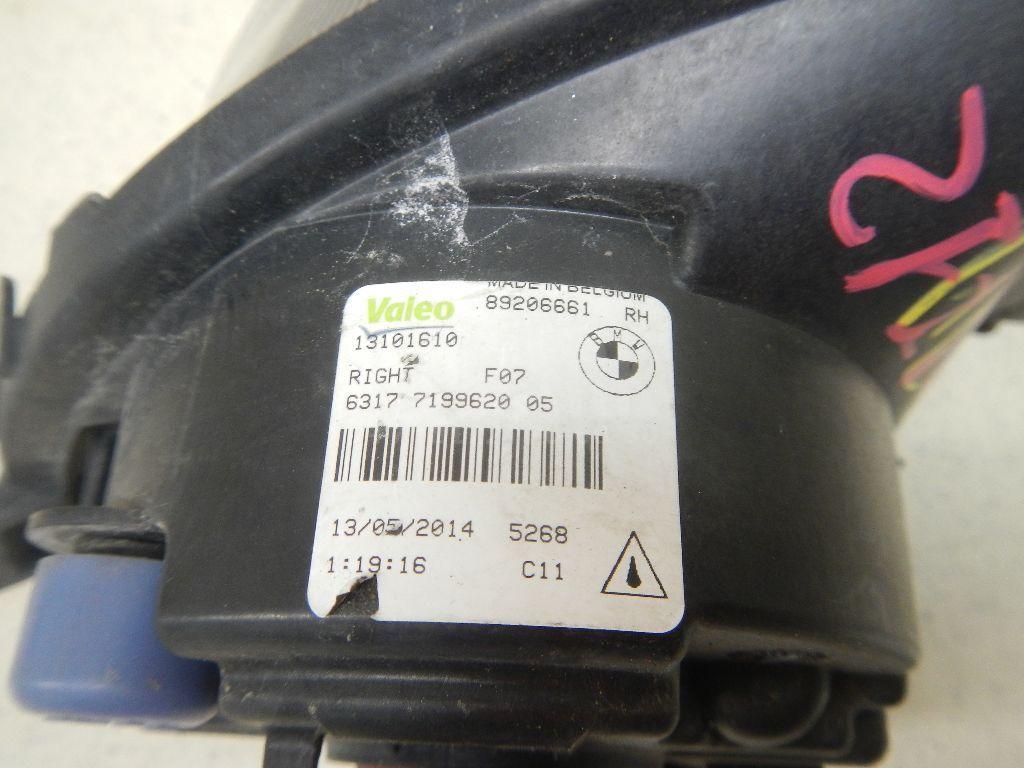 MADE IN BELGIUM
Valeo 89206661 RH
13101610
BMW
RIGHT F07
6317 7199620 05
13/05/2014 5268
1:19:16 C11